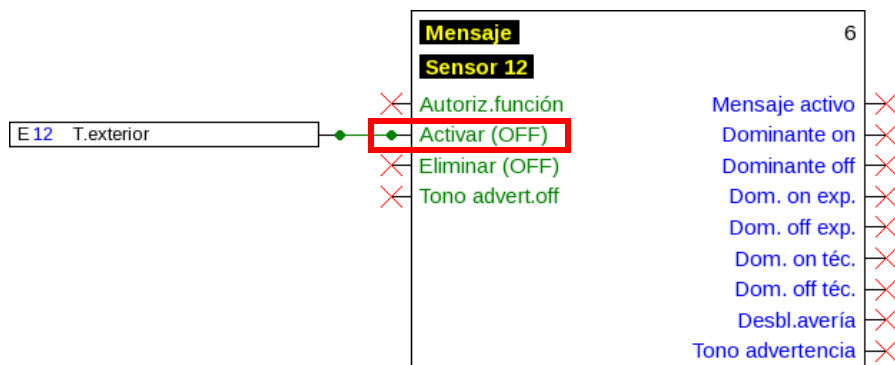 Mensaje 6
Sensor 12
Autoriz.función Mensaje activo
E 12 T.exterior Activar (OFF) Dominante on
Eliminar (OFF) Dominante off
Tono advert.off Dom. on exp.
Dom. off exp.
Dom. on téc.
Dom. off téc.
Desbl.avería
Tono advertencia